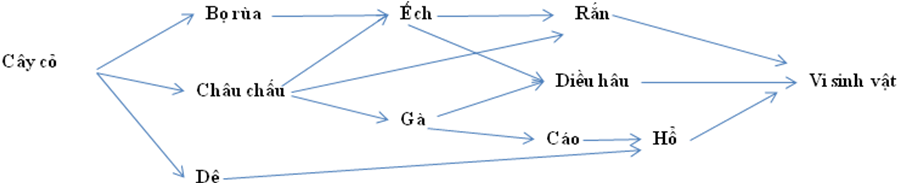 Bọ rùa Ếch Rắn
Cây cỏ
Châu chấu Diều hâu Vi sinh vật
Gà
Cáo Hổ
Dê